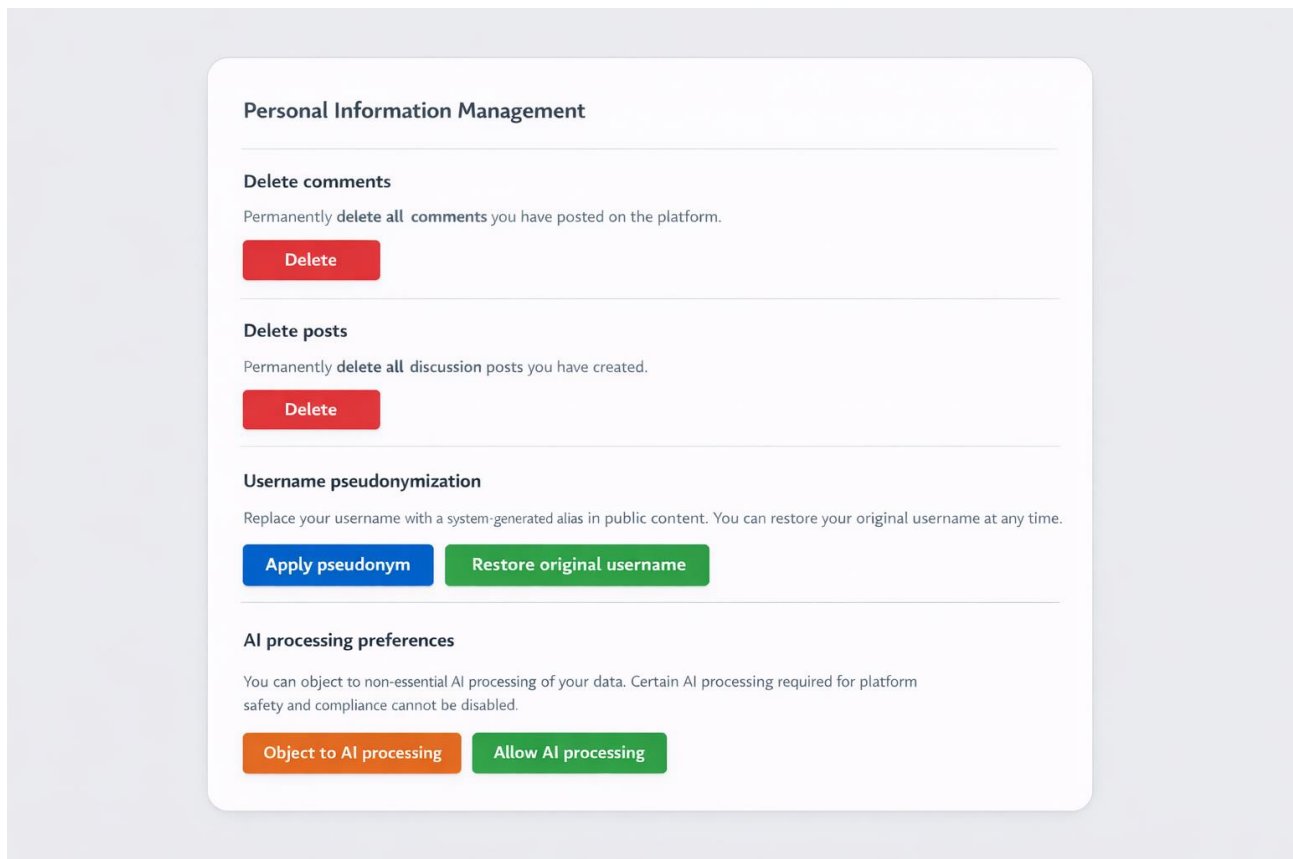 Personal Information Management
Delete comments
Permanently delete all comments you have posted on the platform.
Delete
Delete posts
Permanently delete all discussion posts you have created.
Delete
Username pseudonymization
Replace your username with a system-generated alias in public content. You can restore your original username at any time.
Apply pseudonym
Restore original username
AI processing preferences
You can object to non-essential AI processing of your data. Certain AI processing required for platform
safety and compliance cannot be disabled.
Object to AI processing
Allow AI processing